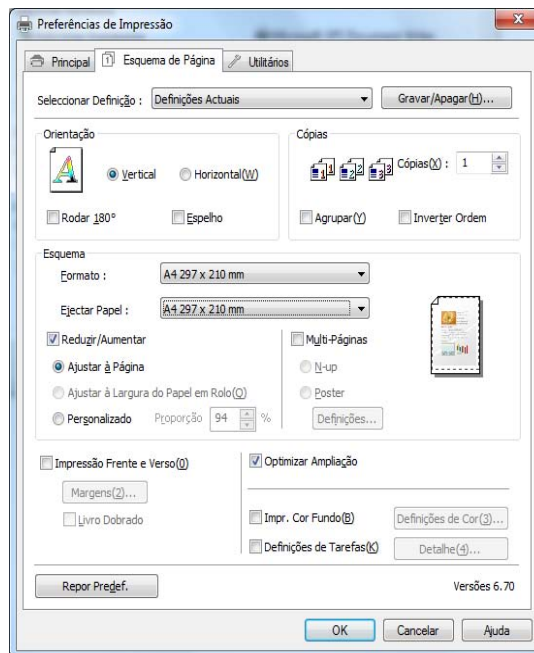 Preferências de Impressão
Principal Esquema de Página Utilitários
Seleccionar Definição : Definições Actuais Gravar/Apagar(H)...
Orientação
Vertical Horizontal(W)
Rodar 180° Espelho
Cópias
Cópias(X) : 1
Agrupar(Y) Inverter Ordem
Esquema
Formato : A4 297 x 210 mm
Ejectar Papel : A4 297 x 210 mm
Reduzir/Aumentar
Ajustar à Página
Ajustar à Largura do Papel em Rolo(O)
Personalizado Proporção 94 %
Multi-Páginas
N-up
Poster
Definições...
Impressão Frente e Verso(0)
Margens(2)...
Livro Dobrado
Optimizar Ampliação
Impr. Cor Fundo(B) Definições de Cor(3)...
Definições de Tarefas(K) Detalhe(4)...
Repor Predef. Versões 6.70
OK Cancelar Ajuda